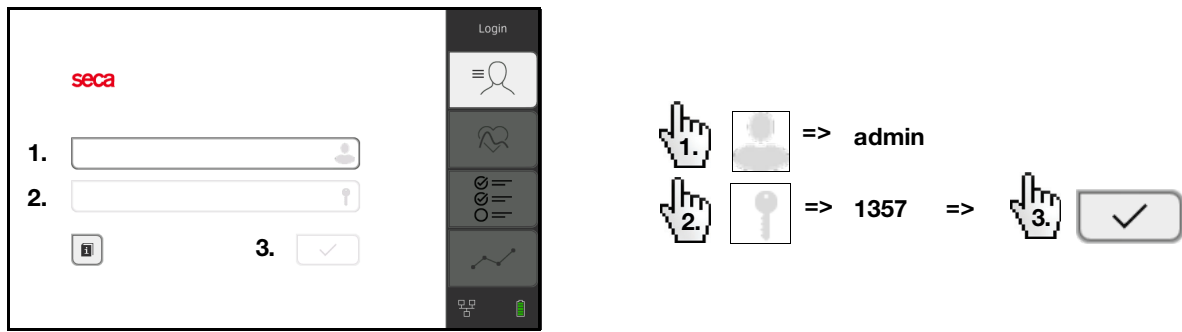 Login
seca
1.
2.
3.
1. => admin
2. => 1357 => 3.